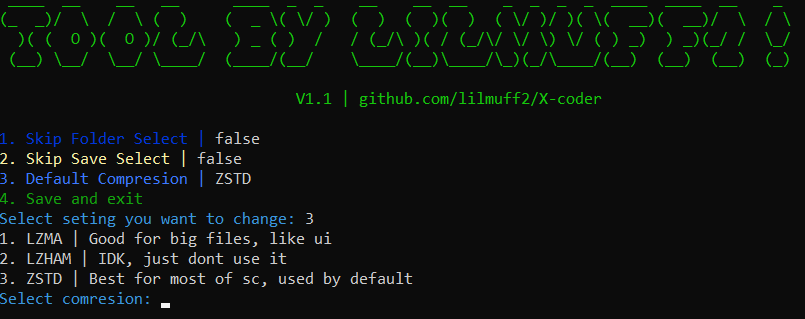 TOOL BY LILMUFF!
V1.1 | github.com/lilmuff2/X-coder
1. Skip Folder Select | false
2. Skip Save Select | false
3. Default Compresion | ZSTD
4. Save and exit
Select seting you want to change: 3
1. LZMA | Good for big files, like ui
2. LZHAM | IDK, just dont use it
3. ZSTD | Best for most of sc, used by default
Select comresion: